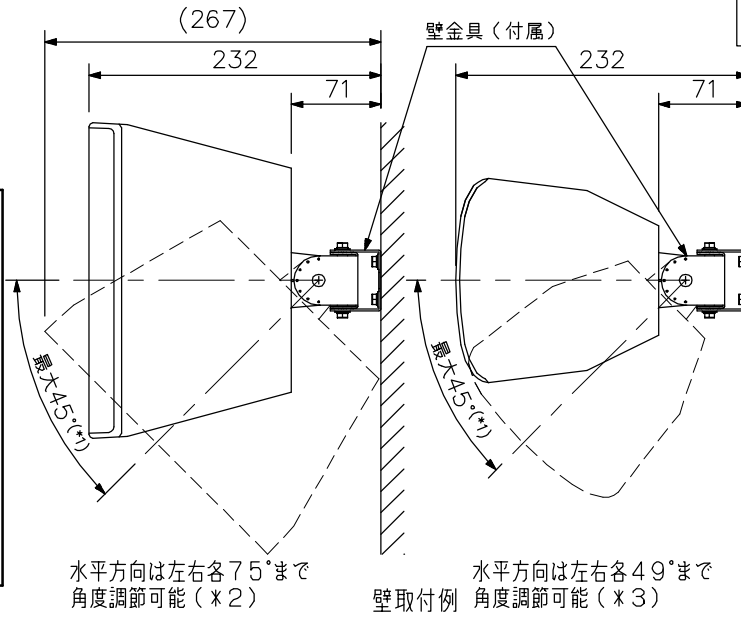 (267)
壁金具(付属)
232
232
71
71
最大45°(*1)
最大45°(*1)
水平方向は左右各75°まで
角度調節可能(*2)
壁取付例
水平方向は左右各49°まで
角度調節可能(*3)